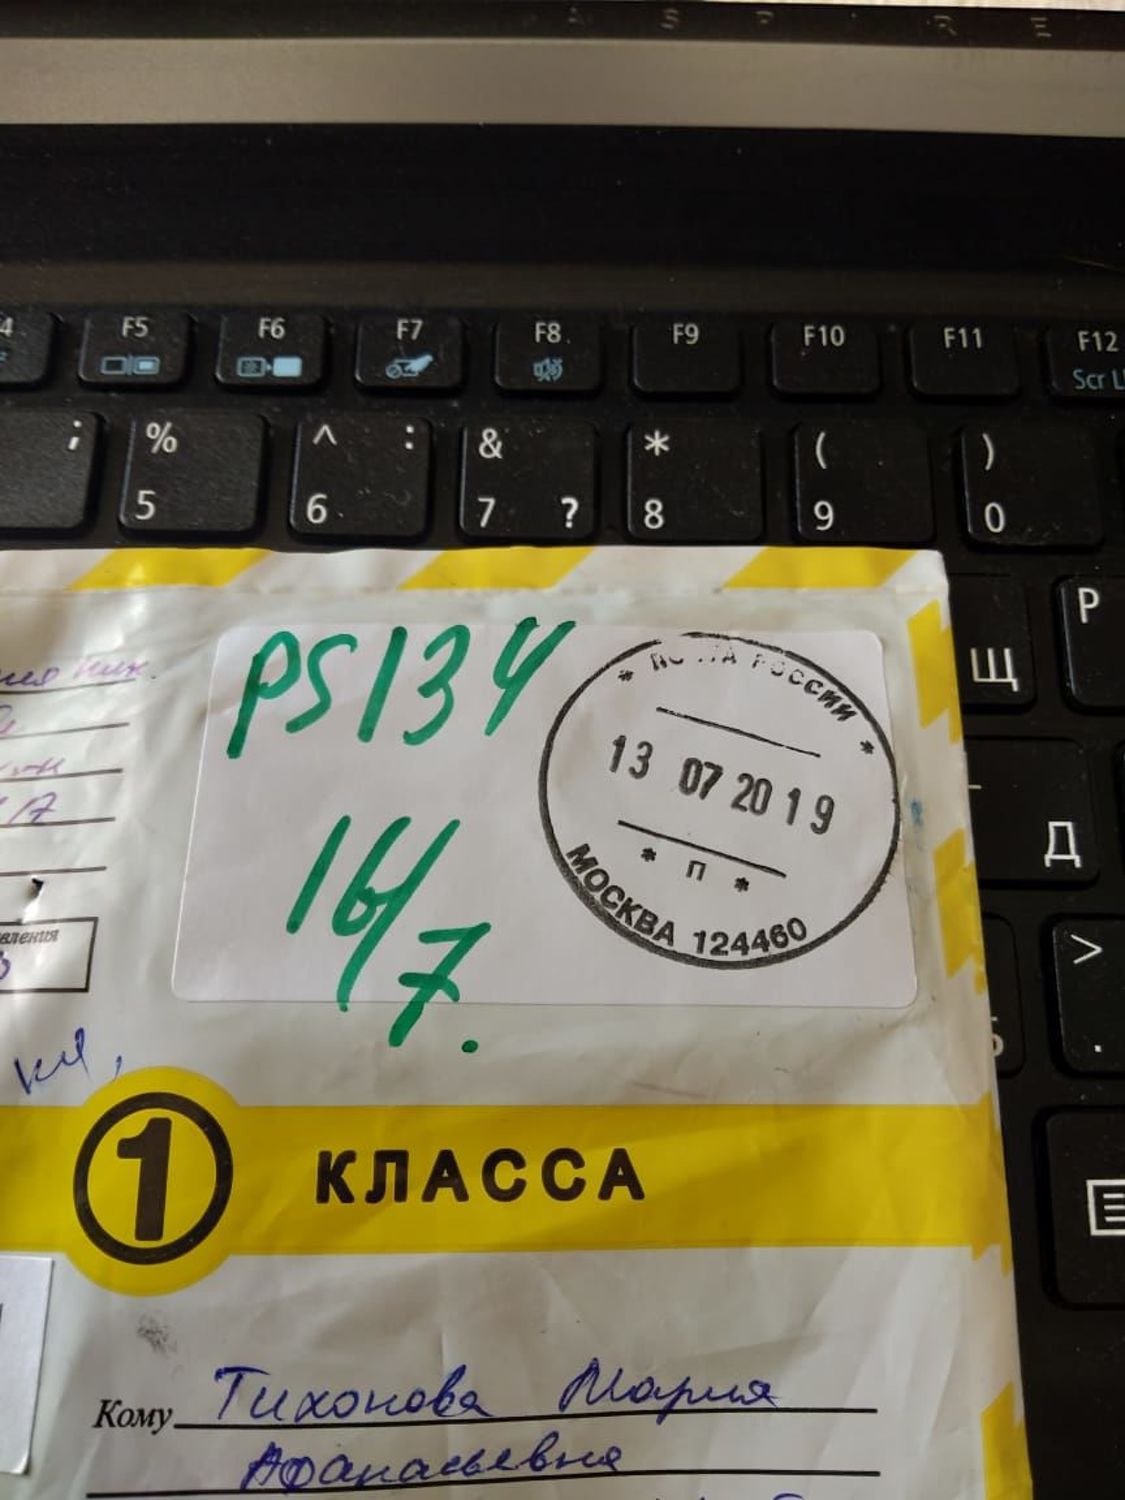 A S P I R E
F5 F6 F7 F8 F9 F10 F11 F12
Scr
; % ^ : & * ( )
5 6 7 ? 8 9 0
Щ Р
Д
>
.
PS134
16/7.
* ПОЧТА РОССИИ *
13 07 2019
* П *
МОСКВА 124460
1 КЛАССА
Кому Тихонова Мария
Афанасьевна